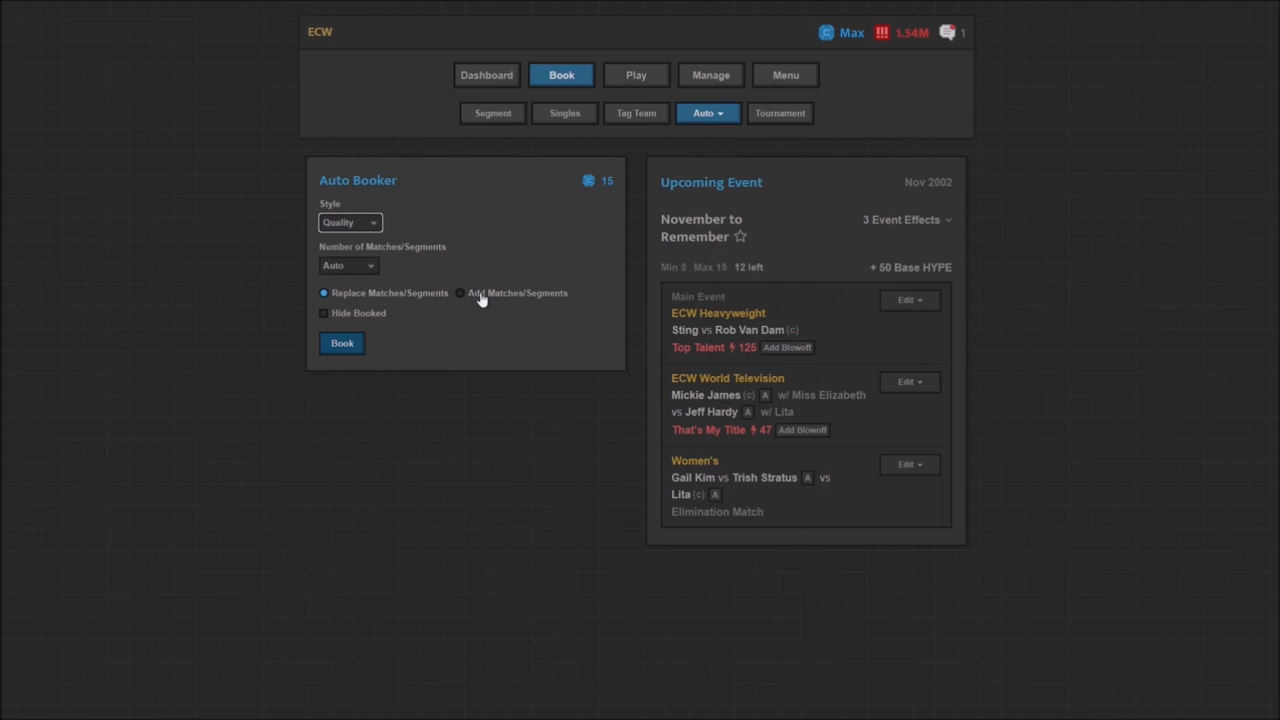 ECW
Max 1.54M 1
Dashboard Book Play Manage Menu
Segment Singles Tag Team Auto Tournament
Auto Booker 15
Style
Quality
Number of Matches/Segments
Auto
Replace Matches/Segments Add Matches/Segments
Hide Booked
Book
Upcoming Event Nov 2002
November to
Remember 3 Event Effects
Min 5 Max 15 12 left + 50 Base HYPE
Main Event Edit
ECW Heavyweight
Sting vs Rob Van Dam (c)
Top Talent 125 Add Blowoff
ECW World Television Edit
Mickie James (c) A w/ Miss Elizabeth
vs Jeff Hardy A w/ Lita
That's My Title 47 Add Blowoff
Women's Edit
Gail Kim vs Trish Stratus A vs
Lita (c) A
Elimination Match